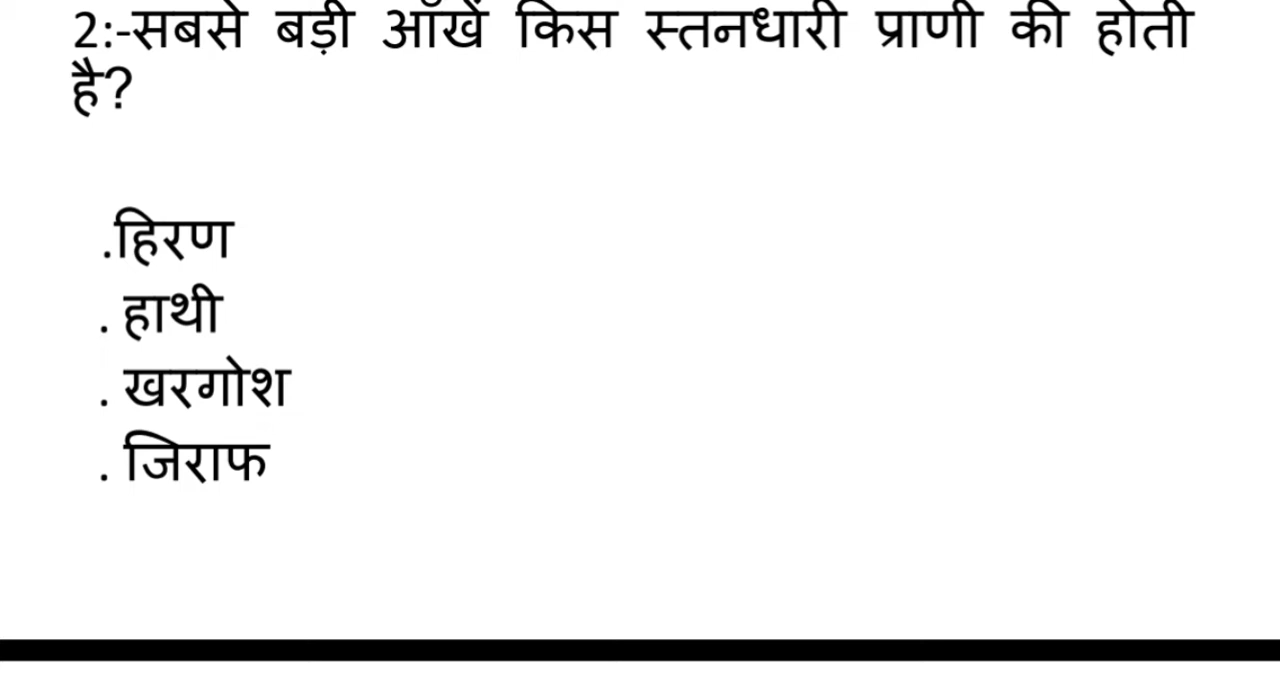 2:-सबसे बड़ी आँखें किस स्तनधारी प्राणी की होती
है?
.हिरण
. हाथी
. खरगोश
. जिराफ